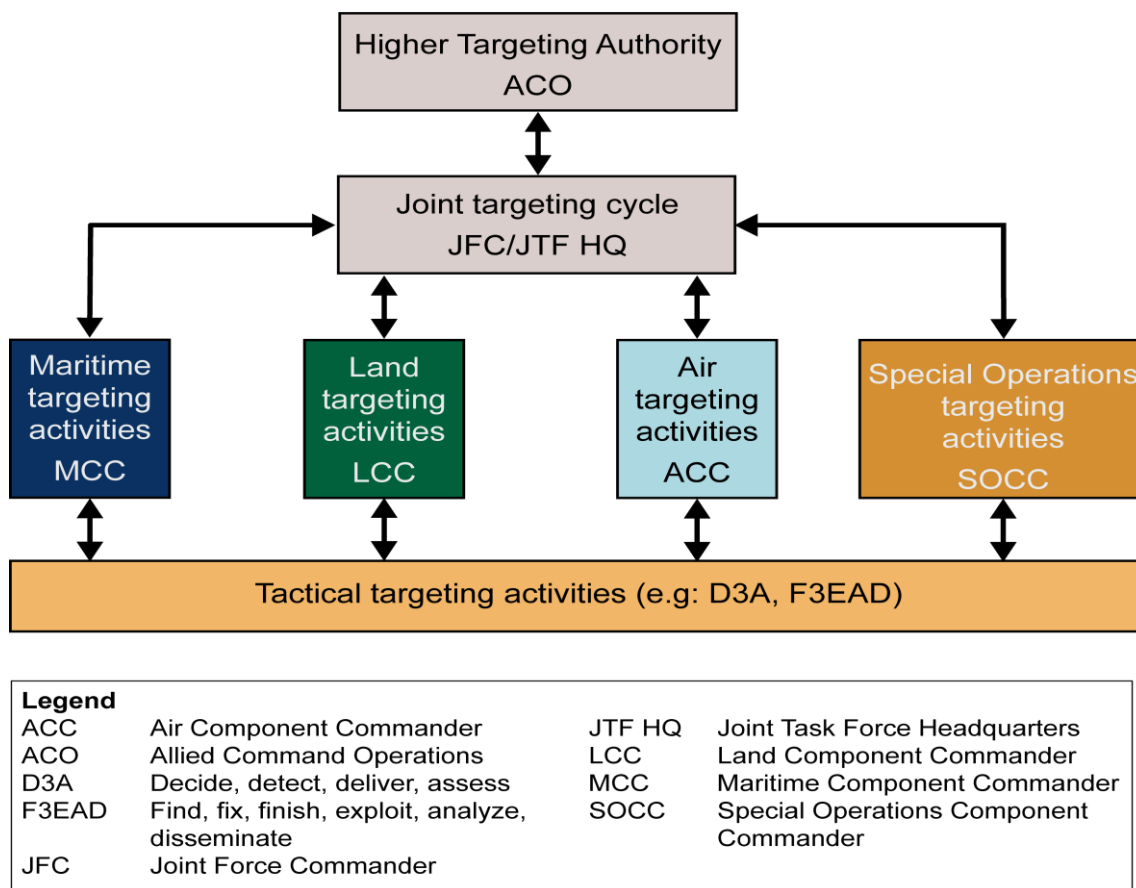 Higher Targeting Authority
ACO
Joint targeting cycle
JFC/JTF HQ
Maritime
targeting
activities
MCC
Land
targeting
activities
LCC
Air
targeting
activities
ACC
Special Operations
targeting
activities
SOCC
Tactical targeting activities (e.g: D3A, F3EAD)
Legend
ACC Air Component Commander
ACO Allied Command Operations
D3A Decide, detect, deliver, assess
F3EAD Find, fix, finish, exploit, analyze,
disseminate
JFC Joint Force Commander
JTF HQ Joint Task Force Headquarters
LCC Land Component Commander
MCC Maritime Component Commander
SOCC Special Operations Component
Commander